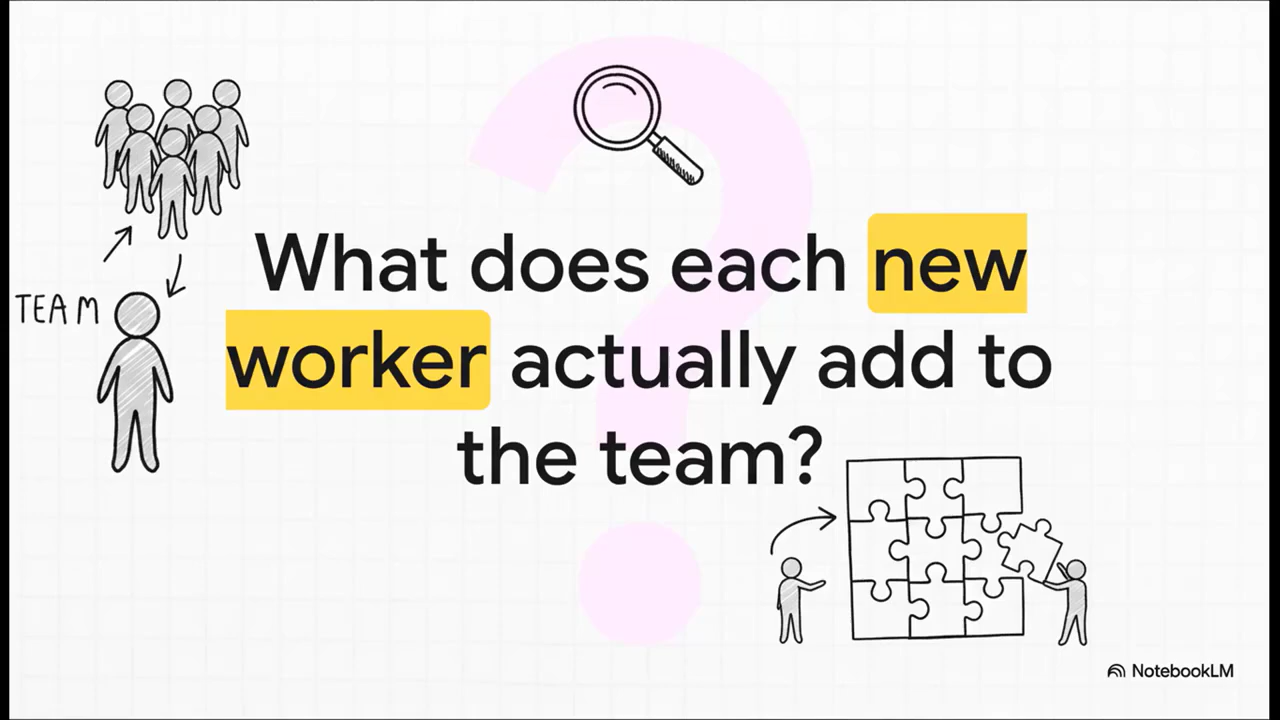 TEAM
What does each new
worker actually add to
the team?
NotebookLM